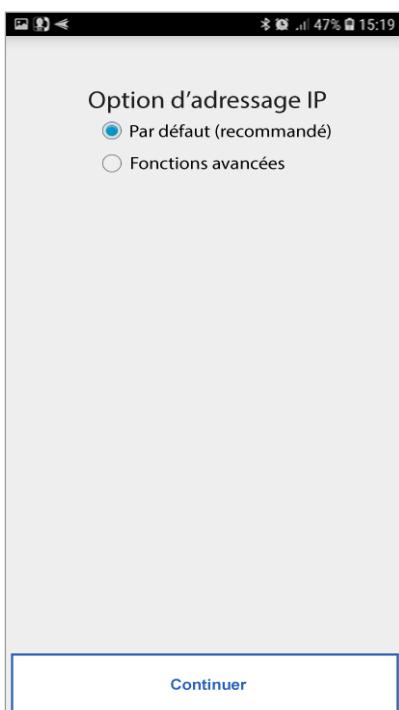 47% 15:19
Option d’adressage IP
Par défaut (recommandé)
Fonctions avancées
Continuer